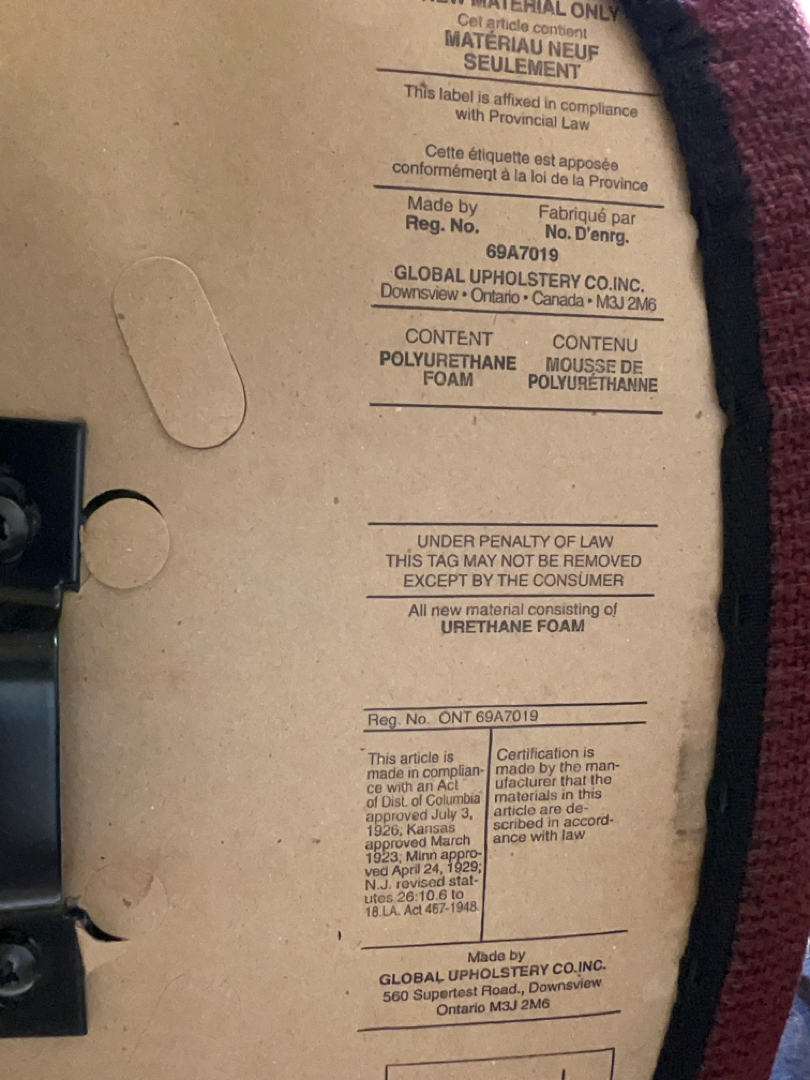 NEW MATERIAL ONLY
Cet article contient
MATÉRIAU NEUF
SEULEMENT
This label is affixed in compliance
with Provincial Law
Cette étiquette est apposée
conformément à la loi de la Province
Made by Fabriqué par
Reg. No. No. D'enrg.
69A7019
GLOBAL UPHOLSTERY CO.INC.
Downsview • Ontario • Canada • M3J 2M6
CONTENT CONTENU
POLYURETHANE MOUSSE DE
FOAM POLYURÉTHANNE
UNDER PENALTY OF LAW
THIS TAG MAY NOT BE REMOVED
EXCEPT BY THE CONSUMER
All new material consisting of
URETHANE FOAM
Reg. No. ONT 69A7019
This article is
made in complian-
ce with an Act
of Dist. of Columbia
approved July 3,
1926; Kansas
approved March
1923; Minn appro-
ved April 24, 1929;
N.J. revised stat-
utes 26:10.6 to
18.LA. Act 467-1948
Certification is
made by the man-
ufacturer that the
materials in this
article are de-
scribed in accord-
ance with law
Made by
GLOBAL UPHOLSTERY CO.INC.
560 Supertest Road., Downsview
Ontario M3J 2M6